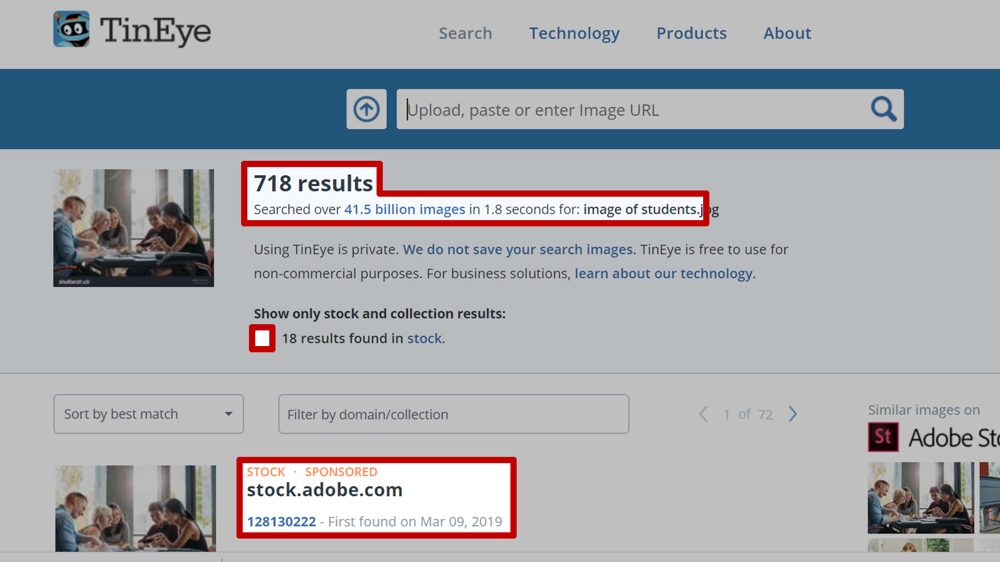 TinEye
Search Technology Products About
Upload, paste or enter Image URL
718 results
Searched over 41.5 billion images in 1.8 seconds for: image of students.jpg
Using TinEye is private. We do not save your search images. TinEye is free to use for
non-commercial purposes. For business solutions, learn about our technology.
shutterstock
Show only stock and collection results:
18 results found in stock.
Sort by best match
Filter by domain/collection
1 of 72
Similar images on
St Adobe Sto
STOCK · SPONSORED
stock.adobe.com
128130222 - First found on Mar 09, 2019